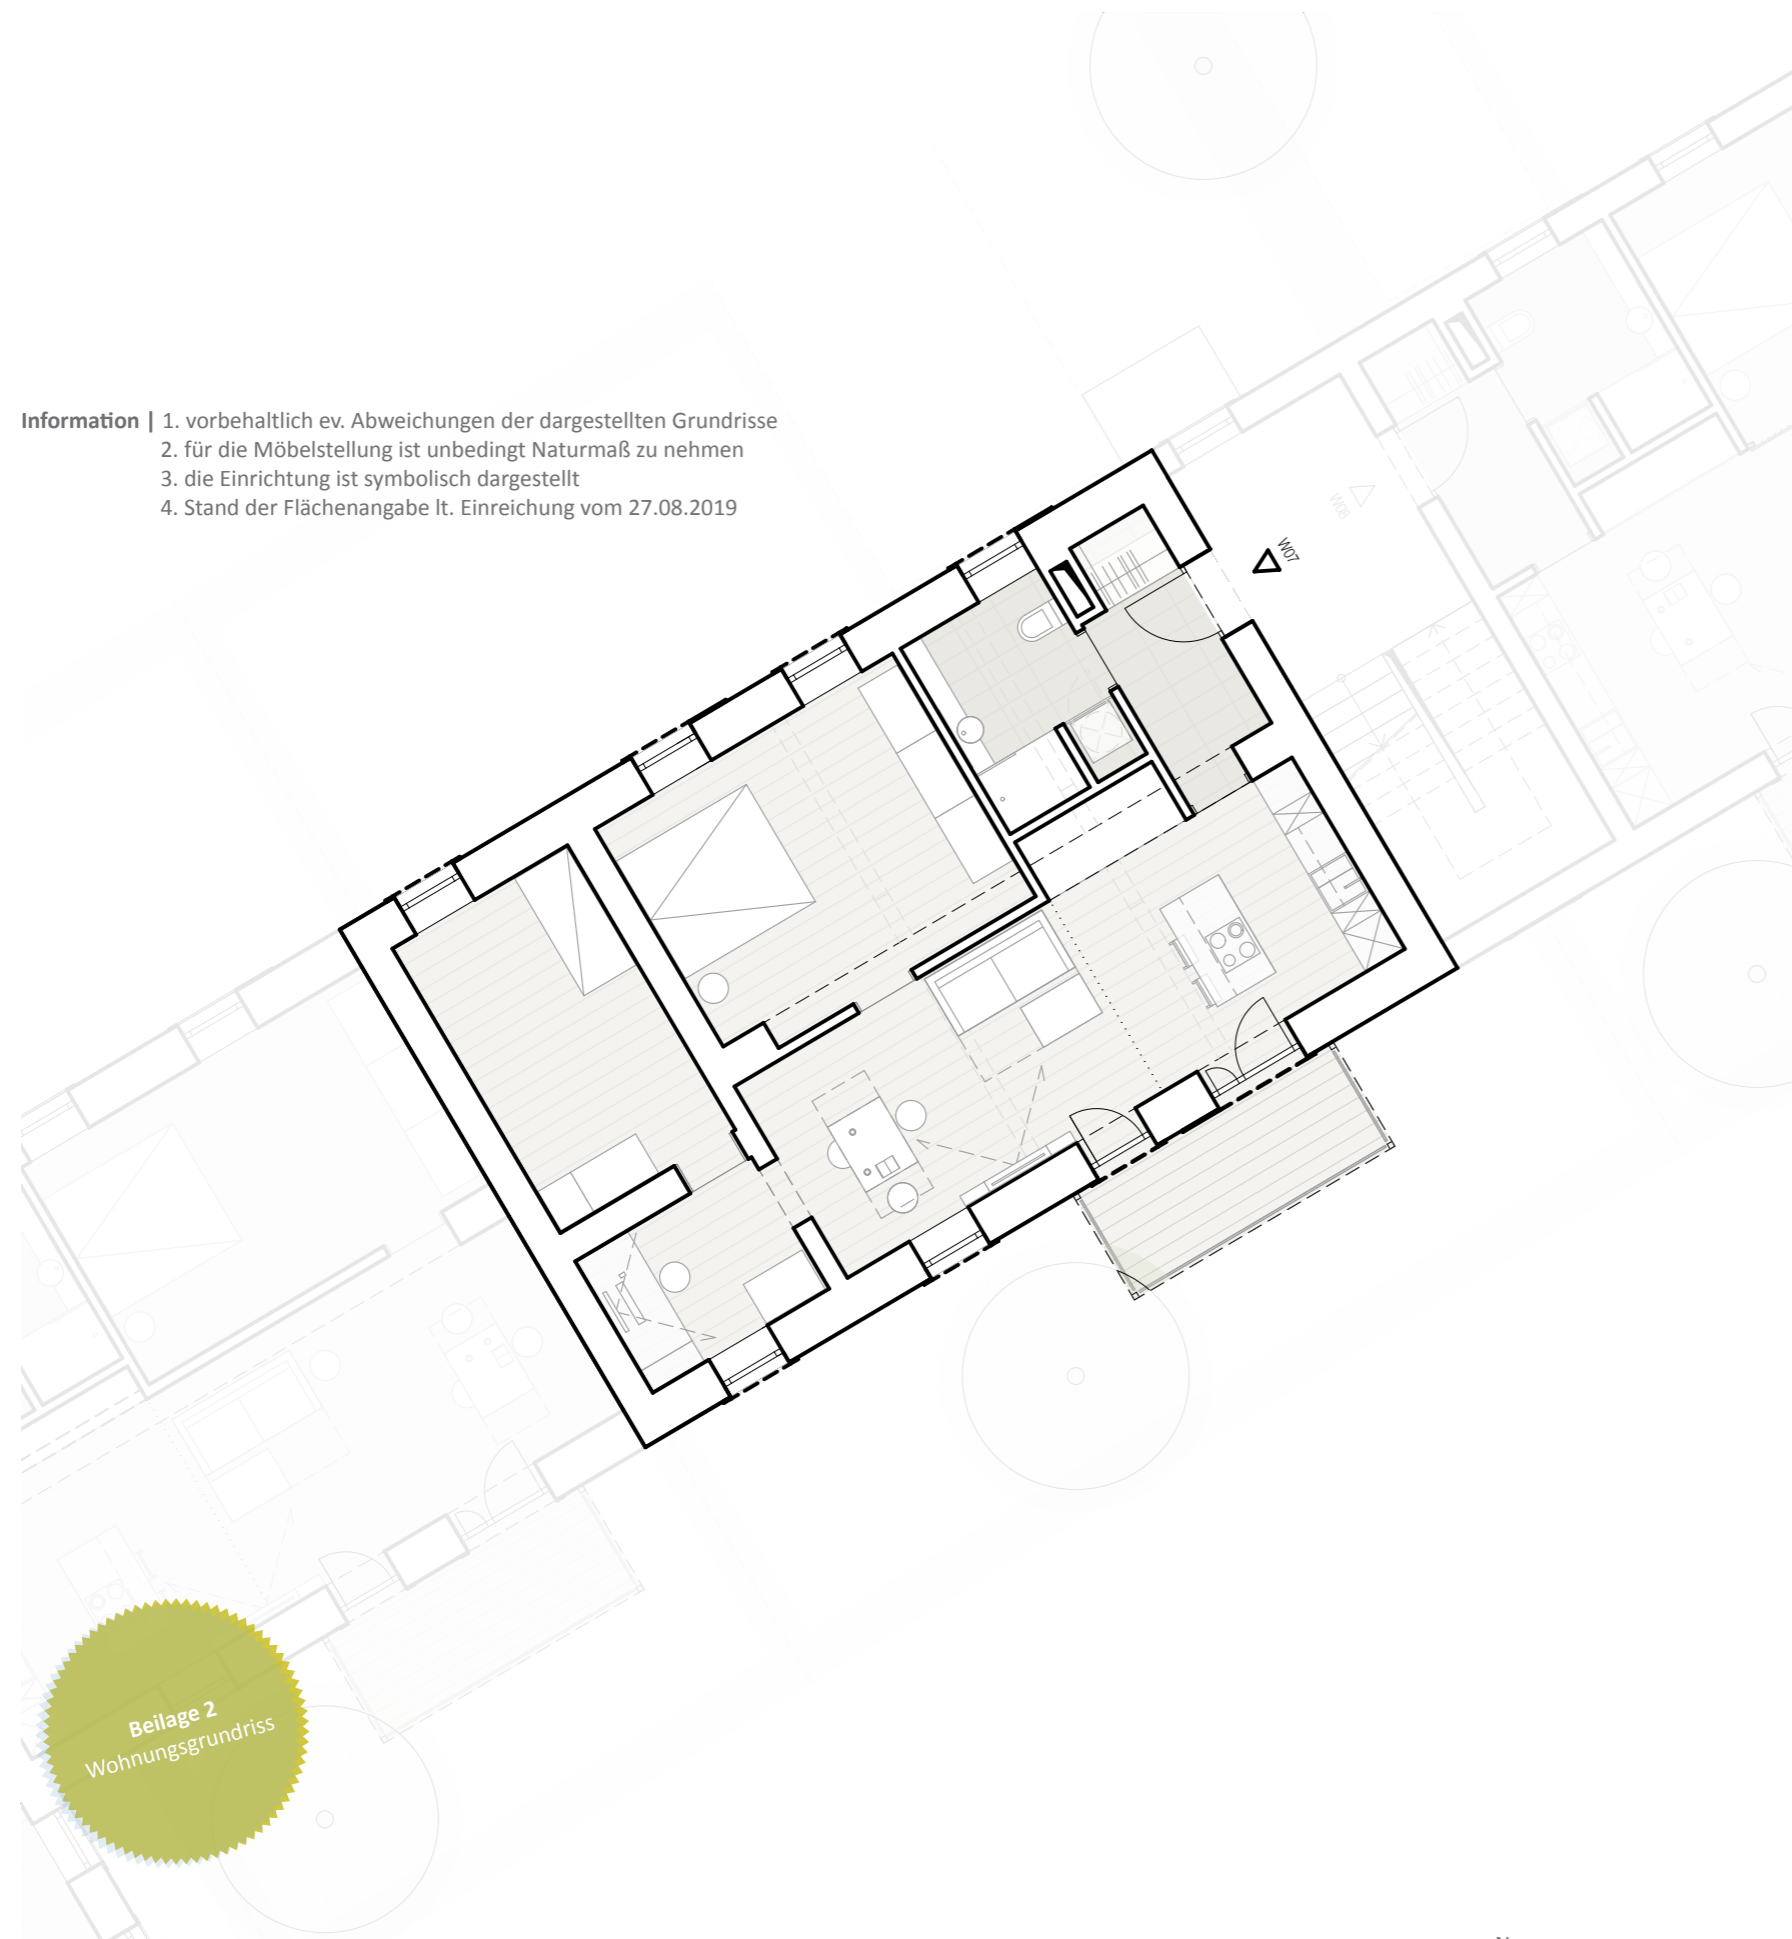 Information | 1. vorbehaltlich ev. Abweichungen der dargestellten Grundrisse
2. für die Möbelstellung ist unbedingt Naturmaß zu nehmen
3. die Einrichtung ist symbolisch dargestellt
4. Stand der Flächenangabe lt. Einreichung vom 27.08.2019
W08
W07
Beilage 2
Wohnungsgrundriss